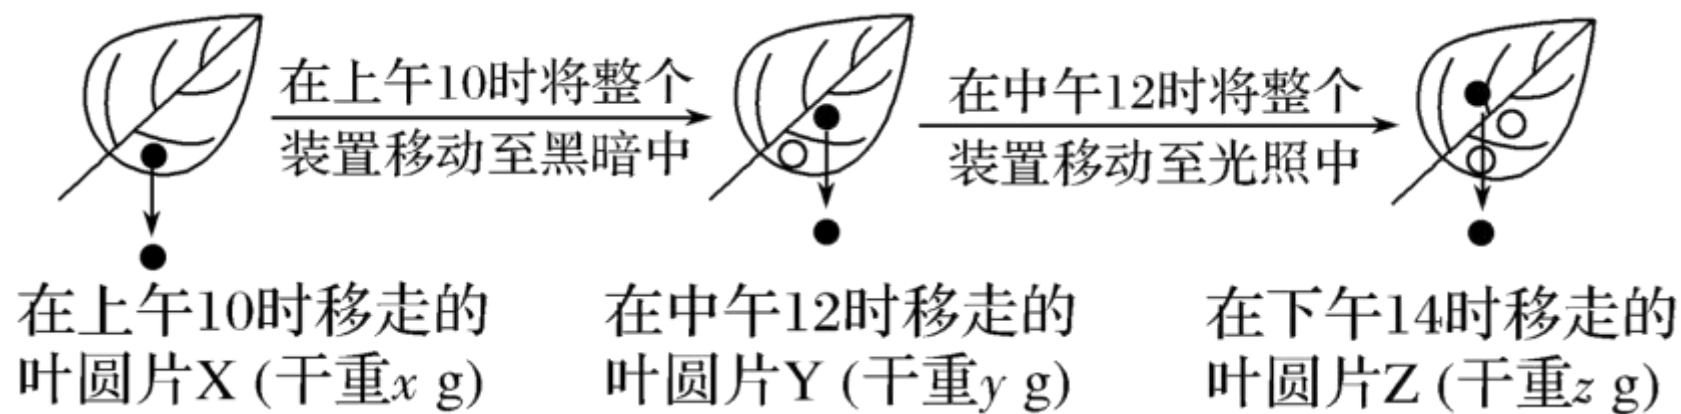 在上午10时将整个
装置移动至黑暗中
在中午12时将整个
装置移动至光照中
在上午10时移走的
叶圆片X (干重x g)
在中午12时移走的
叶圆片Y (干重y g)
在下午14时移走的
叶圆片Z (干重z g)